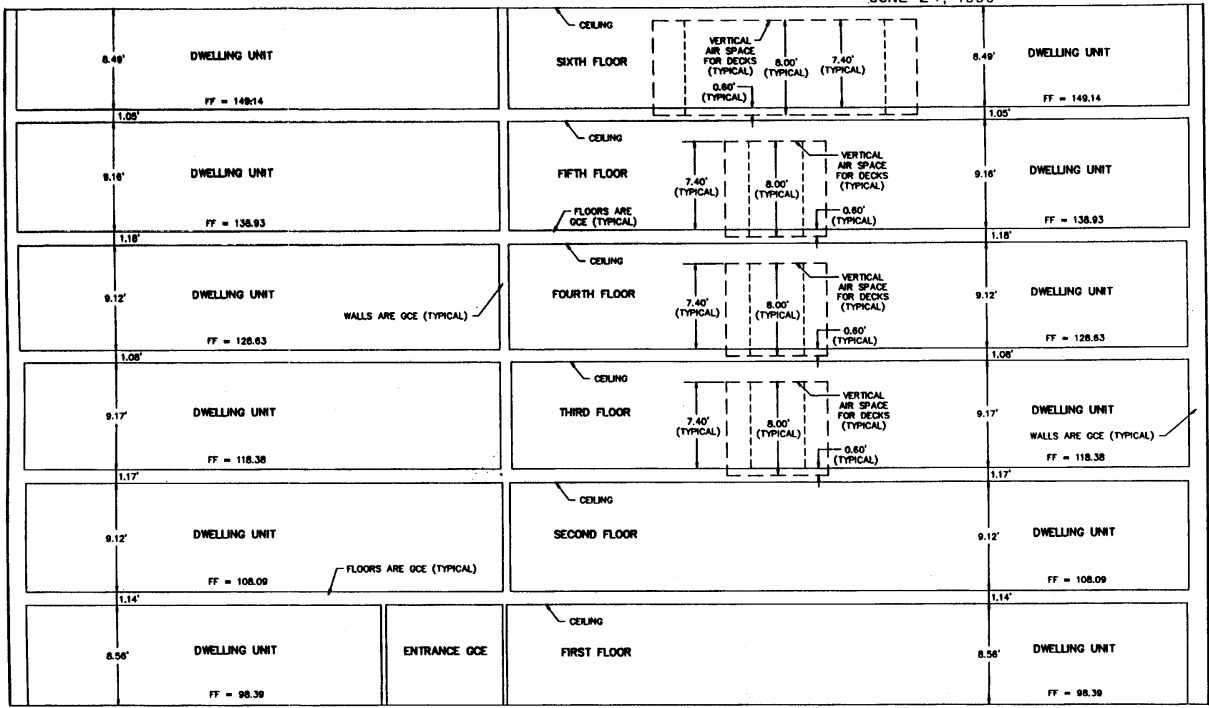 CEILING
8.49'
DWELLING UNIT
FF = 149.14
1.05'
SIXTH FLOOR
VERTICAL
AIR SPACE
FOR DECKS
(TYPICAL)
8.00'
(TYPICAL)
7.40'
(TYPICAL)
0.60'
(TYPICAL)
8.49'
DWELLING UNIT
FF = 149.14
1.05'
CEILING
9.16'
DWELLING UNIT
FF = 138.93
1.18'
FIFTH FLOOR
FLOORS ARE
GCE (TYPICAL)
7.40'
(TYPICAL)
8.00'
(TYPICAL)
VERTICAL
AIR SPACE
FOR DECKS
(TYPICAL)
0.60'
(TYPICAL)
9.16'
DWELLING UNIT
FF = 138.93
1.18'
CEILING
9.12'
DWELLING UNIT
WALLS ARE GCE (TYPICAL)
FF = 128.63
1.08'
FOURTH FLOOR
7.40'
(TYPICAL)
8.00'
(TYPICAL)
VERTICAL
AIR SPACE
FOR DECKS
(TYPICAL)
0.60'
(TYPICAL)
9.12'
DWELLING UNIT
FF = 128.63
1.08'
CEILING
9.17'
DWELLING UNIT
FF = 118.38
1.17'
THIRD FLOOR
7.40'
(TYPICAL)
8.00'
(TYPICAL)
VERTICAL
AIR SPACE
FOR DECKS
(TYPICAL)
0.60'
(TYPICAL)
9.17'
DWELLING UNIT
WALLS ARE GCE (TYPICAL)
FF = 118.38
1.17'
CEILING
9.12'
DWELLING UNIT
FF = 108.09
FLOORS ARE GCE (TYPICAL)
1.14'
SECOND FLOOR
9.12'
DWELLING UNIT
FF = 108.09
1.14'
CEILING
8.56'
DWELLING UNIT
FF = 98.39
ENTRANCE GCE
FIRST FLOOR
8.56'
DWELLING UNIT
FF = 98.39